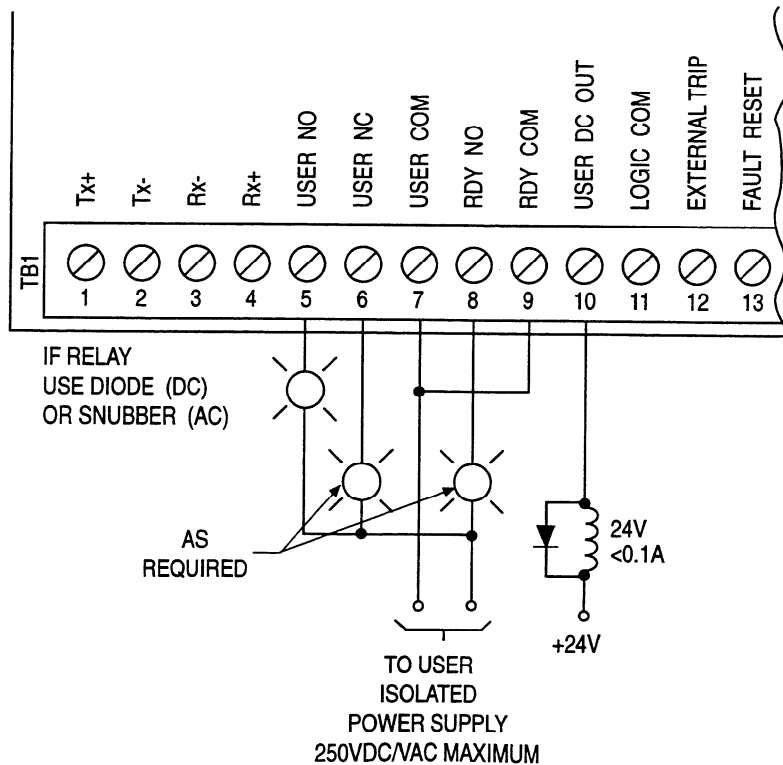 Tx+
Tx-
Rx-
Rx+
USER NO
USER NC
USER COM
RDY NO
RDY COM
USER DC OUT
LOGIC COM
EXTERNAL TRIP
FAULT RESET
TB1
1 2 3 4 5 6 7 8 9 10 11 12 13
IF RELAY
USE DIODE (DC)
OR SNUBBER (AC)
AS
REQUIRED
24V
<0.1A
+24V
TO USER
ISOLATED
POWER SUPPLY
250VDC/VAC MAXIMUM